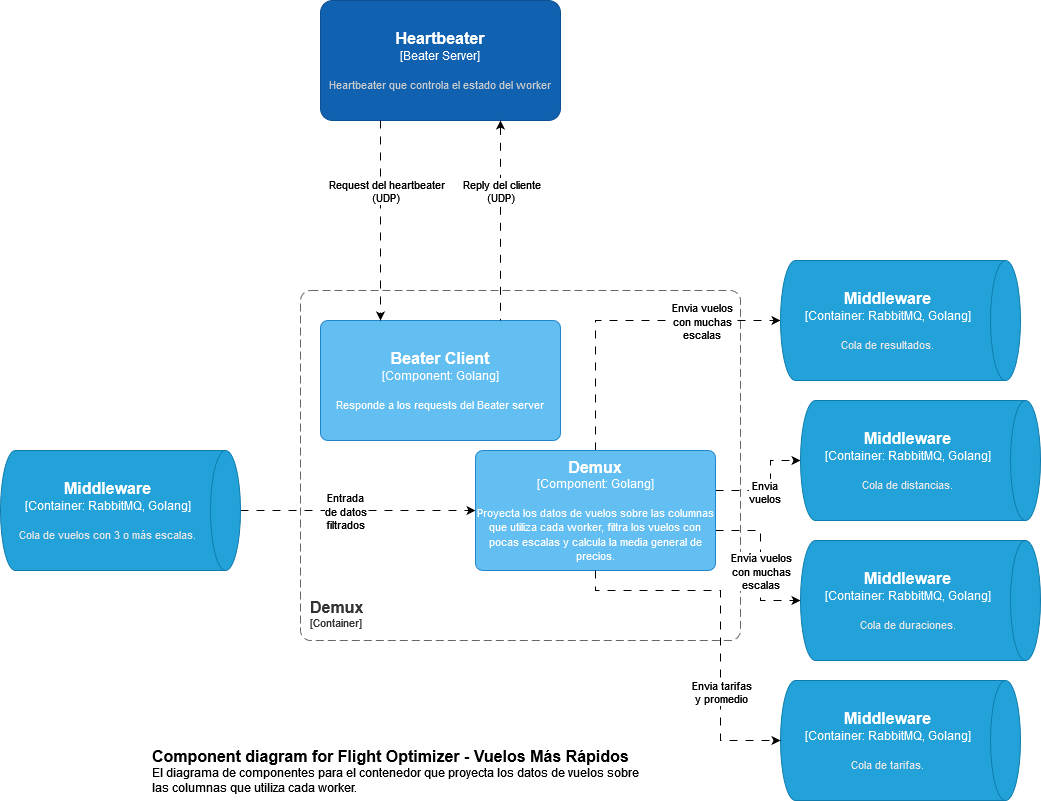 Heartbeater
[Beater Server]
Heartbeater que controla el estado del worker
Request del heartbeater
(UDP)
Reply del cliente
(UDP)
Beater Client
[Component: Golang]
Responde a los requests del Beater server
Envia vuelos
con muchas
escalas
Middleware
[Container: RabbitMQ, Golang]
Cola de resultados.
Middleware
[Container: RabbitMQ, Golang]
Cola de vuelos con 3 o más escalas.
Entrada
de datos
filtrados
Demux
[Component: Golang]
Proyecta los datos de vuelos sobre las columnas
que utiliza cada worker, filtra los vuelos con
pocas escalas y calcula la media general de
precios.
Envia
vuelos
Middleware
[Container: RabbitMQ, Golang]
Cola de distancias.
Envia vuelos
con muchas
escalas
Middleware
[Container: RabbitMQ, Golang]
Cola de duraciones.
Demux
[Container]
Envia tarifas
y promedio
Middleware
[Container: RabbitMQ, Golang]
Cola de tarifas.
Component diagram for Flight Optimizer - Vuelos Más Rápidos
El diagrama de componentes para el contenedor que proyecta los datos de vuelos sobre
las columnas que utiliza cada worker.